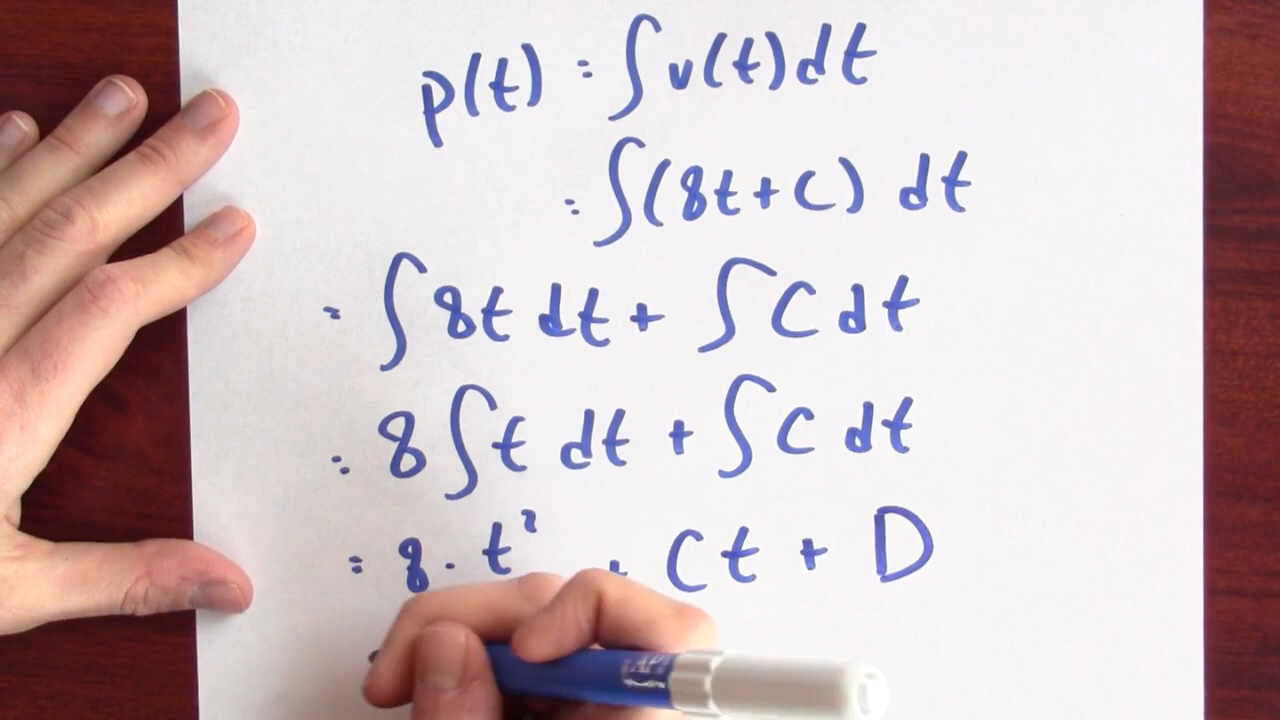 p(t) = ∫v(t)dt
= ∫(8t+C) dt
= ∫8t dt + ∫C dt
= 8∫t dt + ∫C dt
= 8·t² + Ct + D